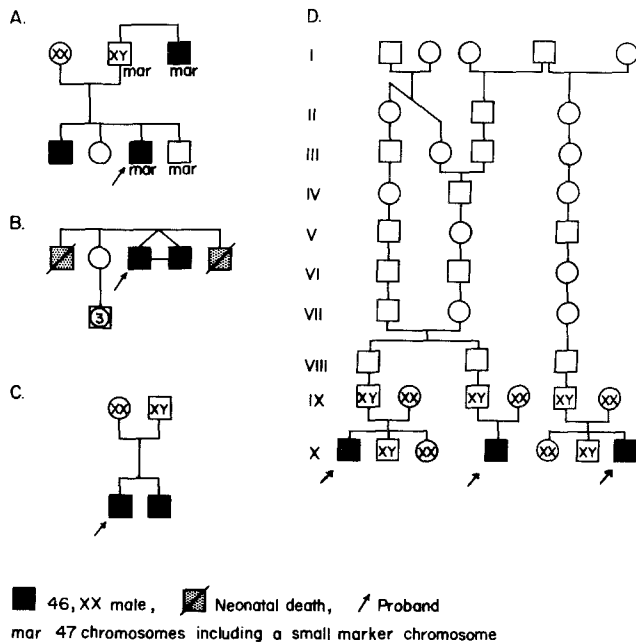 A.
XX
XY
mar
mar
mar
mar
B.
3
C.
XX
XY
D.
I
II
III
IV
V
VI
VII
VIII
IX
XY
XX
XY
XX
XY
XX
X
XY
XX
XX
XY
46, XX male,
Neonatal death,
Proband
mar 47 chromosomes including a small marker chromosome